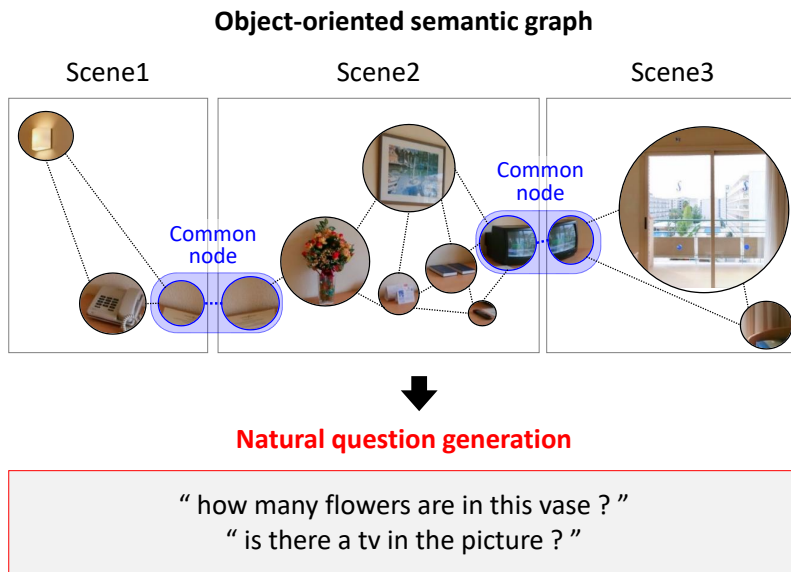 Object-oriented semantic graph
Scene1
Scene2
Scene3
Common
node
Common
node
Natural question generation
“ how many flowers are in this vase ? ”
“ is there a tv in the picture ? ”